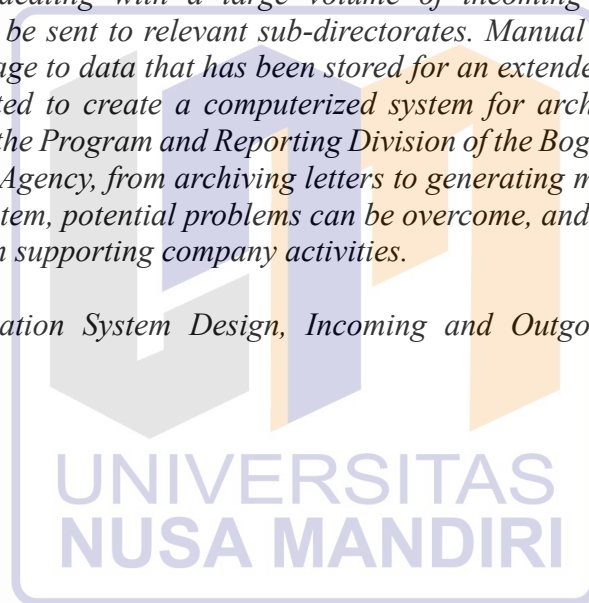 dealing with a large volume of incoming
be sent to relevant sub-directorates. Manual
age to data that has been stored for an extende
ted to create a computerized system for arch
the Program and Reporting Division of the Bog
Agency, from archiving letters to generating m
stem, potential problems can be overcome, and
n supporting company activities.
ation System Design, Incoming and Outgo
UNIVERSITAS
NUSA MANDIRI